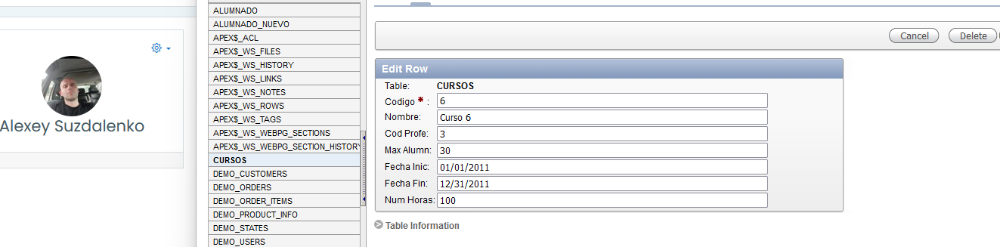 Alexey Suzdalenko
ALUMNADO
ALUMNADO_NUEVO
APEX$_ACL
APEX$_WS_FILES
APEX$_WS_HISTORY
APEX$_WS_LINKS
APEX$_WS_NOTES
APEX$_WS_ROWS
APEX$_WS_TAGS
APEX$_WS_WEBPG_SECTIONS
APEX$_WS_WEBPG_SECTION_HISTORY
CURSOS
DEMO_CUSTOMERS
DEMO_ORDERS
DEMO_ORDER_ITEMS
DEMO_PRODUCT_INFO
DEMO_STATES
DEMO_USERS
Cancel Delete
Edit Row
Table: CURSOS
Codigo * : 6
Nombre: Curso 6
Cod Profe: 3
Max Alumn: 30
Fecha Inic: 01/01/2011
Fecha Fin: 12/31/2011
Num Horas: 100
Table Information